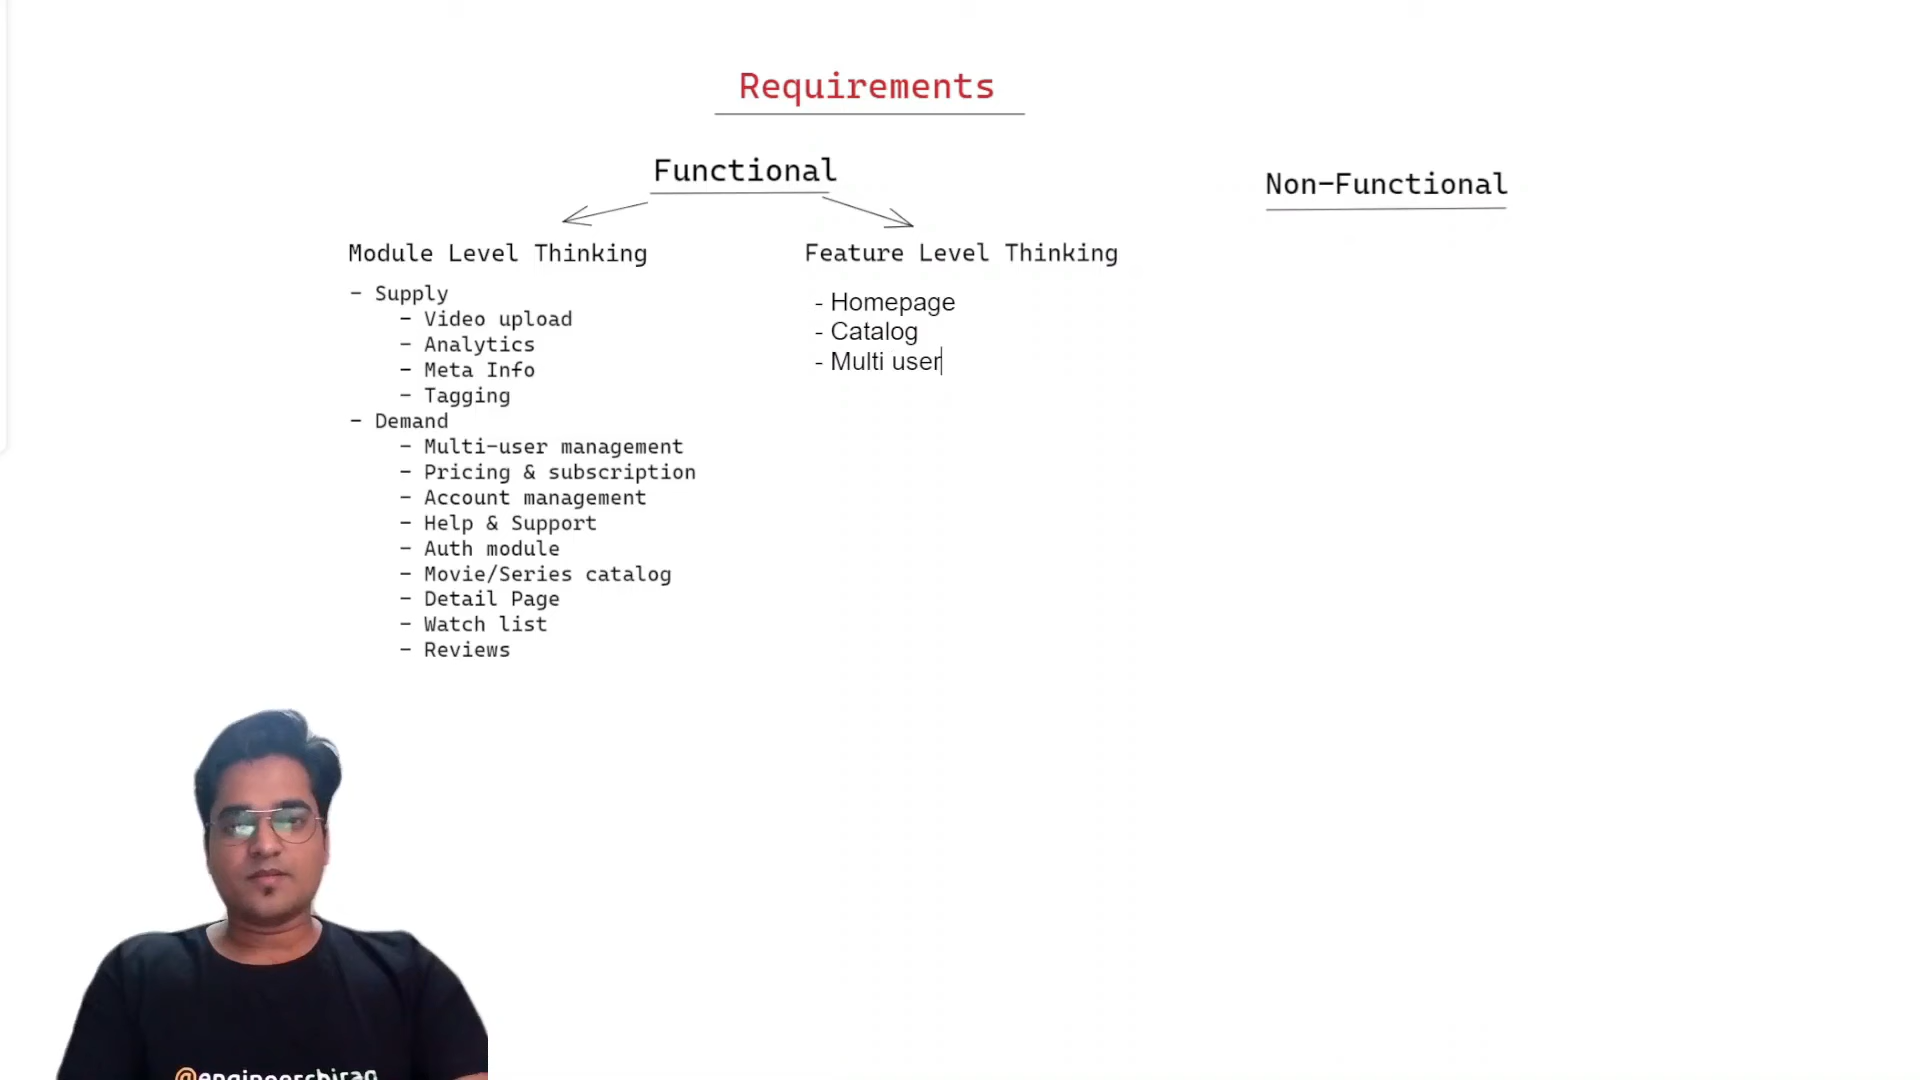 Requirements
Functional
Non-Functional
Module Level Thinking
- Supply
- Video upload
- Analytics
- Meta Info
- Tagging
- Demand
- Multi-user management
- Pricing & subscription
- Account management
- Help & Support
- Auth module
- Movie/Series catalog
- Detail Page
- Watch list
- Reviews
Feature Level Thinking
- Homepage
- Catalog
- Multi user
@engineerchirag